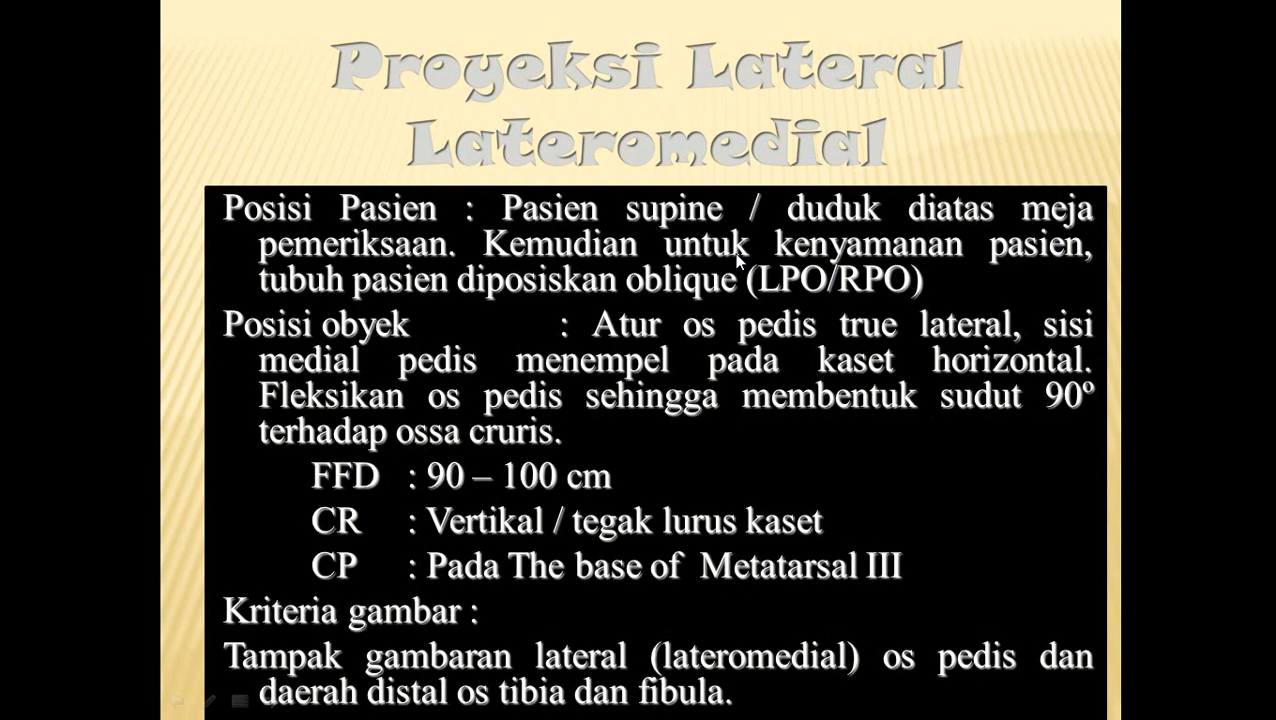 Proyeksi Lateral
Lateromedial
Posisi Pasien : Pasien supine / duduk diatas meja
pemeriksaan. Kemudian untuk kenyamanan pasien,
tubuh pasien diposiskan oblique (LPO/RPO)
Posisi obyek : Atur os pedis true lateral, sisi
medial pedis menempel pada kaset horizontal.
Fleksikan os pedis sehingga membentuk sudut 90º
terhadap ossa cruris.
FFD : 90 – 100 cm
CR : Vertikal / tegak lurus kaset
CP : Pada The base of Metatarsal III
Kriteria gambar :
Tampak gambaran lateral (lateromedial) os pedis dan
daerah distal os tibia dan fibula.